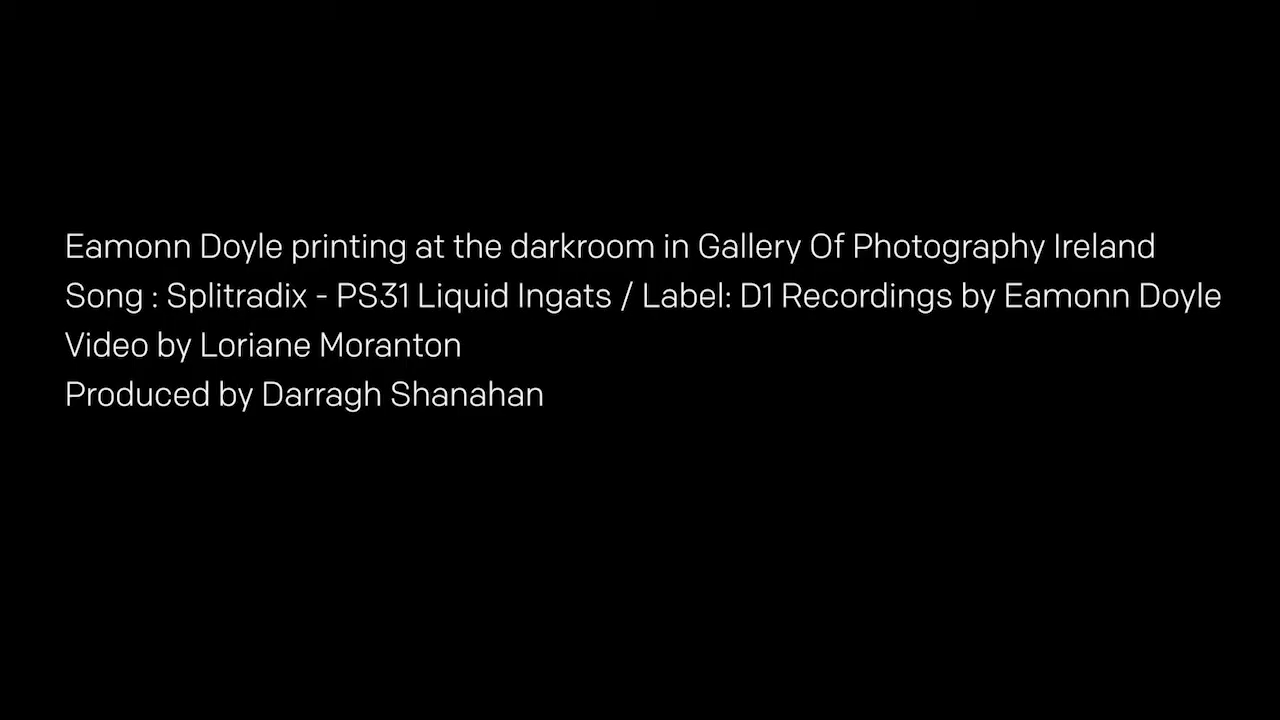 Eamonn Doyle printing at the darkroom in Gallery Of Photography Ireland
Song : Splitradix - PS31 Liquid Ingats / Label: D1 Recordings by Eamonn Doyle
Video by Loriane Moranton
Produced by Darragh Shanahan